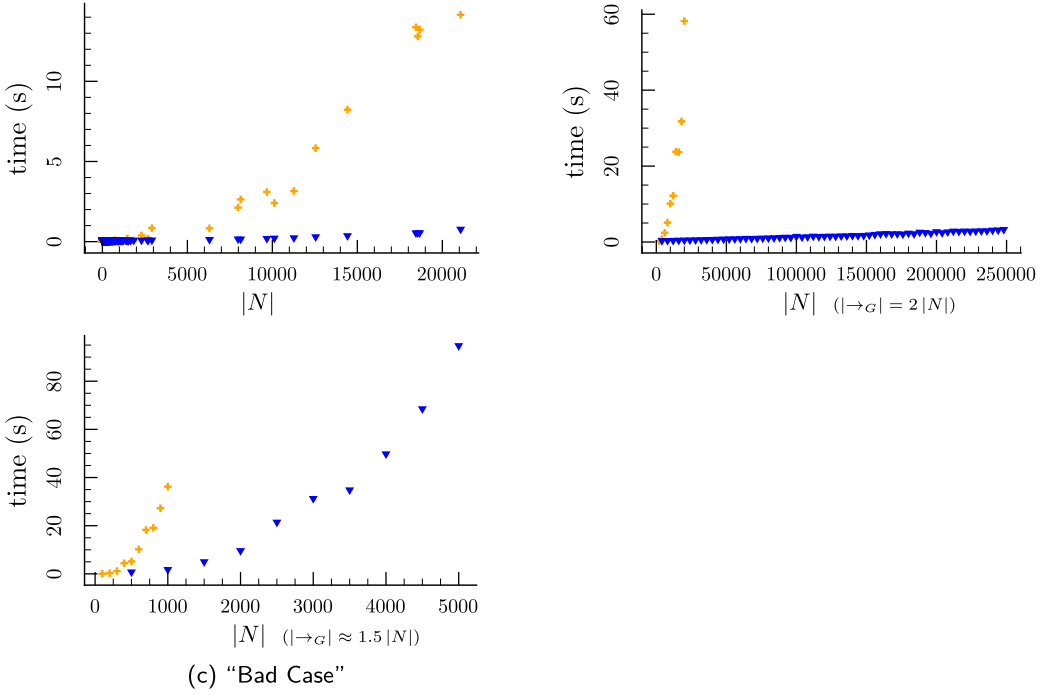 time (s)
10
5
0
0 5000 10000 15000 20000
|N|
time (s)
60
40
20
0
0 50000 100000 150000 200000 250000
|N| (|→G| = 2 |N|)
time (s)
80
60
40
20
0
0 1000 2000 3000 4000 5000
|N| (|→G| ≈ 1.5 |N|)
(c) “Bad Case”